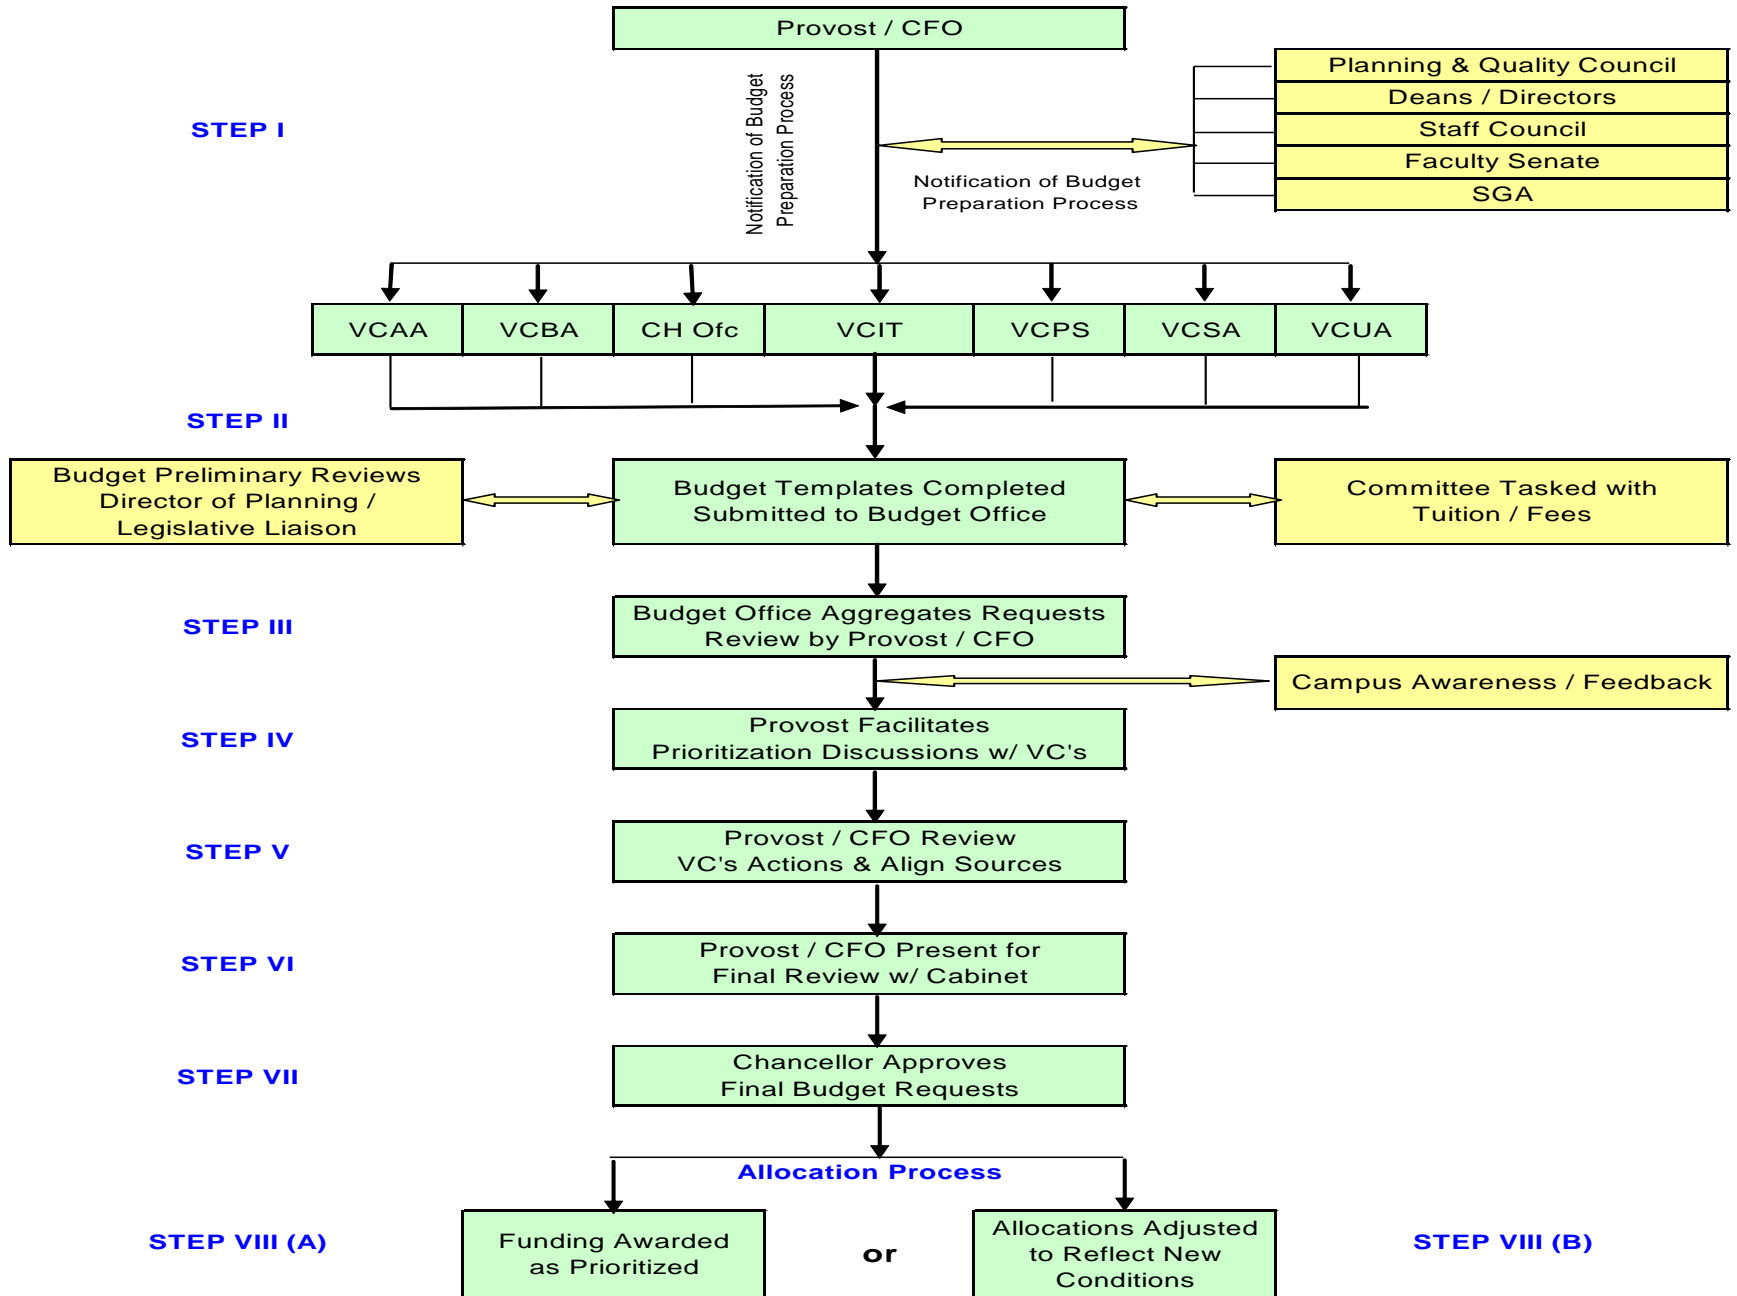 Provost / CFO
Planning & Quality Council
Deans / Directors
Staff Council
Faculty Senate
SGA
STEP I
Notification of Budget
Preparation Process
Notification of Budget
Preparation Process
VCAA
VCBA
CH Ofc
VCIT
VCPS
VCSA
VCUA
STEP II
Budget Preliminary Reviews
Director of Planning /
Legislative Liaison
Budget Templates Completed
Submitted to Budget Office
Committee Tasked with
Tuition / Fees
STEP III
Budget Office Aggregates Requests
Review by Provost / CFO
Campus Awareness / Feedback
STEP IV
Provost Facilitates
Prioritization Discussions w/ VC's
STEP V
Provost / CFO Review
VC's Actions & Align Sources
STEP VI
Provost / CFO Present for
Final Review w/ Cabinet
STEP VII
Chancellor Approves
Final Budget Requests
Allocation Process
STEP VIII (A)
Funding Awarded
as Prioritized
or
Allocations Adjusted
to Reflect New
Conditions
STEP VIII (B)